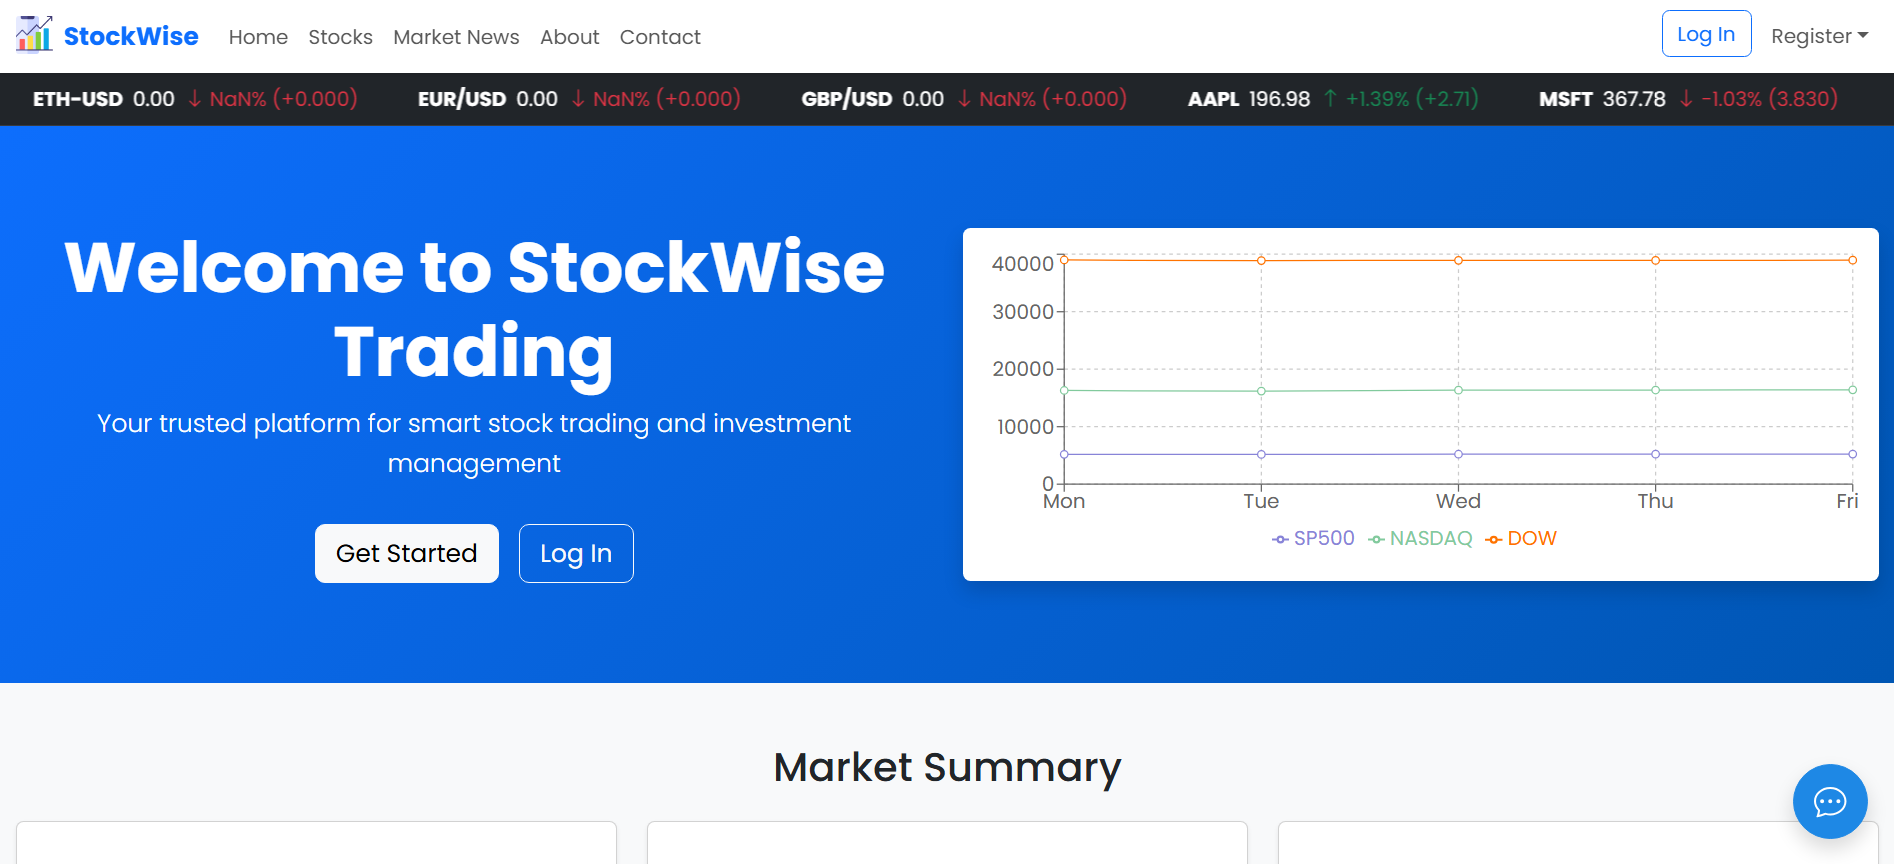 StockWise Home Stocks Market News About Contact Log In Register
ETH-USD 0.00 ↓ NaN% (+0.000) EUR/USD 0.00 ↓ NaN% (+0.000) GBP/USD 0.00 ↓ NaN% (+0.000) AAPL 196.98 ↑ +1.39% (+2.71) MSFT 367.78 ↓ -1.03% (3.830)
Welcome to StockWise
Trading
Your trusted platform for smart stock trading and investment
management
Get Started Log In
40000
30000
20000
10000
0
Mon Tue Wed Thu Fri
SP500 NASDAQ DOW
Market Summary